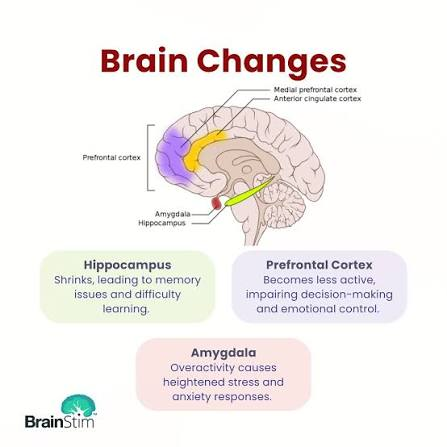 Brain Changes
Medial prefrontal cortex
Anterior cingulate cortex
Prefrontal cortex
Amygdala
Hippocampus
Hippocampus
Shrinks, leading to memory
issues and difficulty
learning.
Prefrontal Cortex
Becomes less active,
impairing decision-making
and emotional control.
Amygdala
Overactivity causes
heightened stress and
anxiety responses.
BrainStim